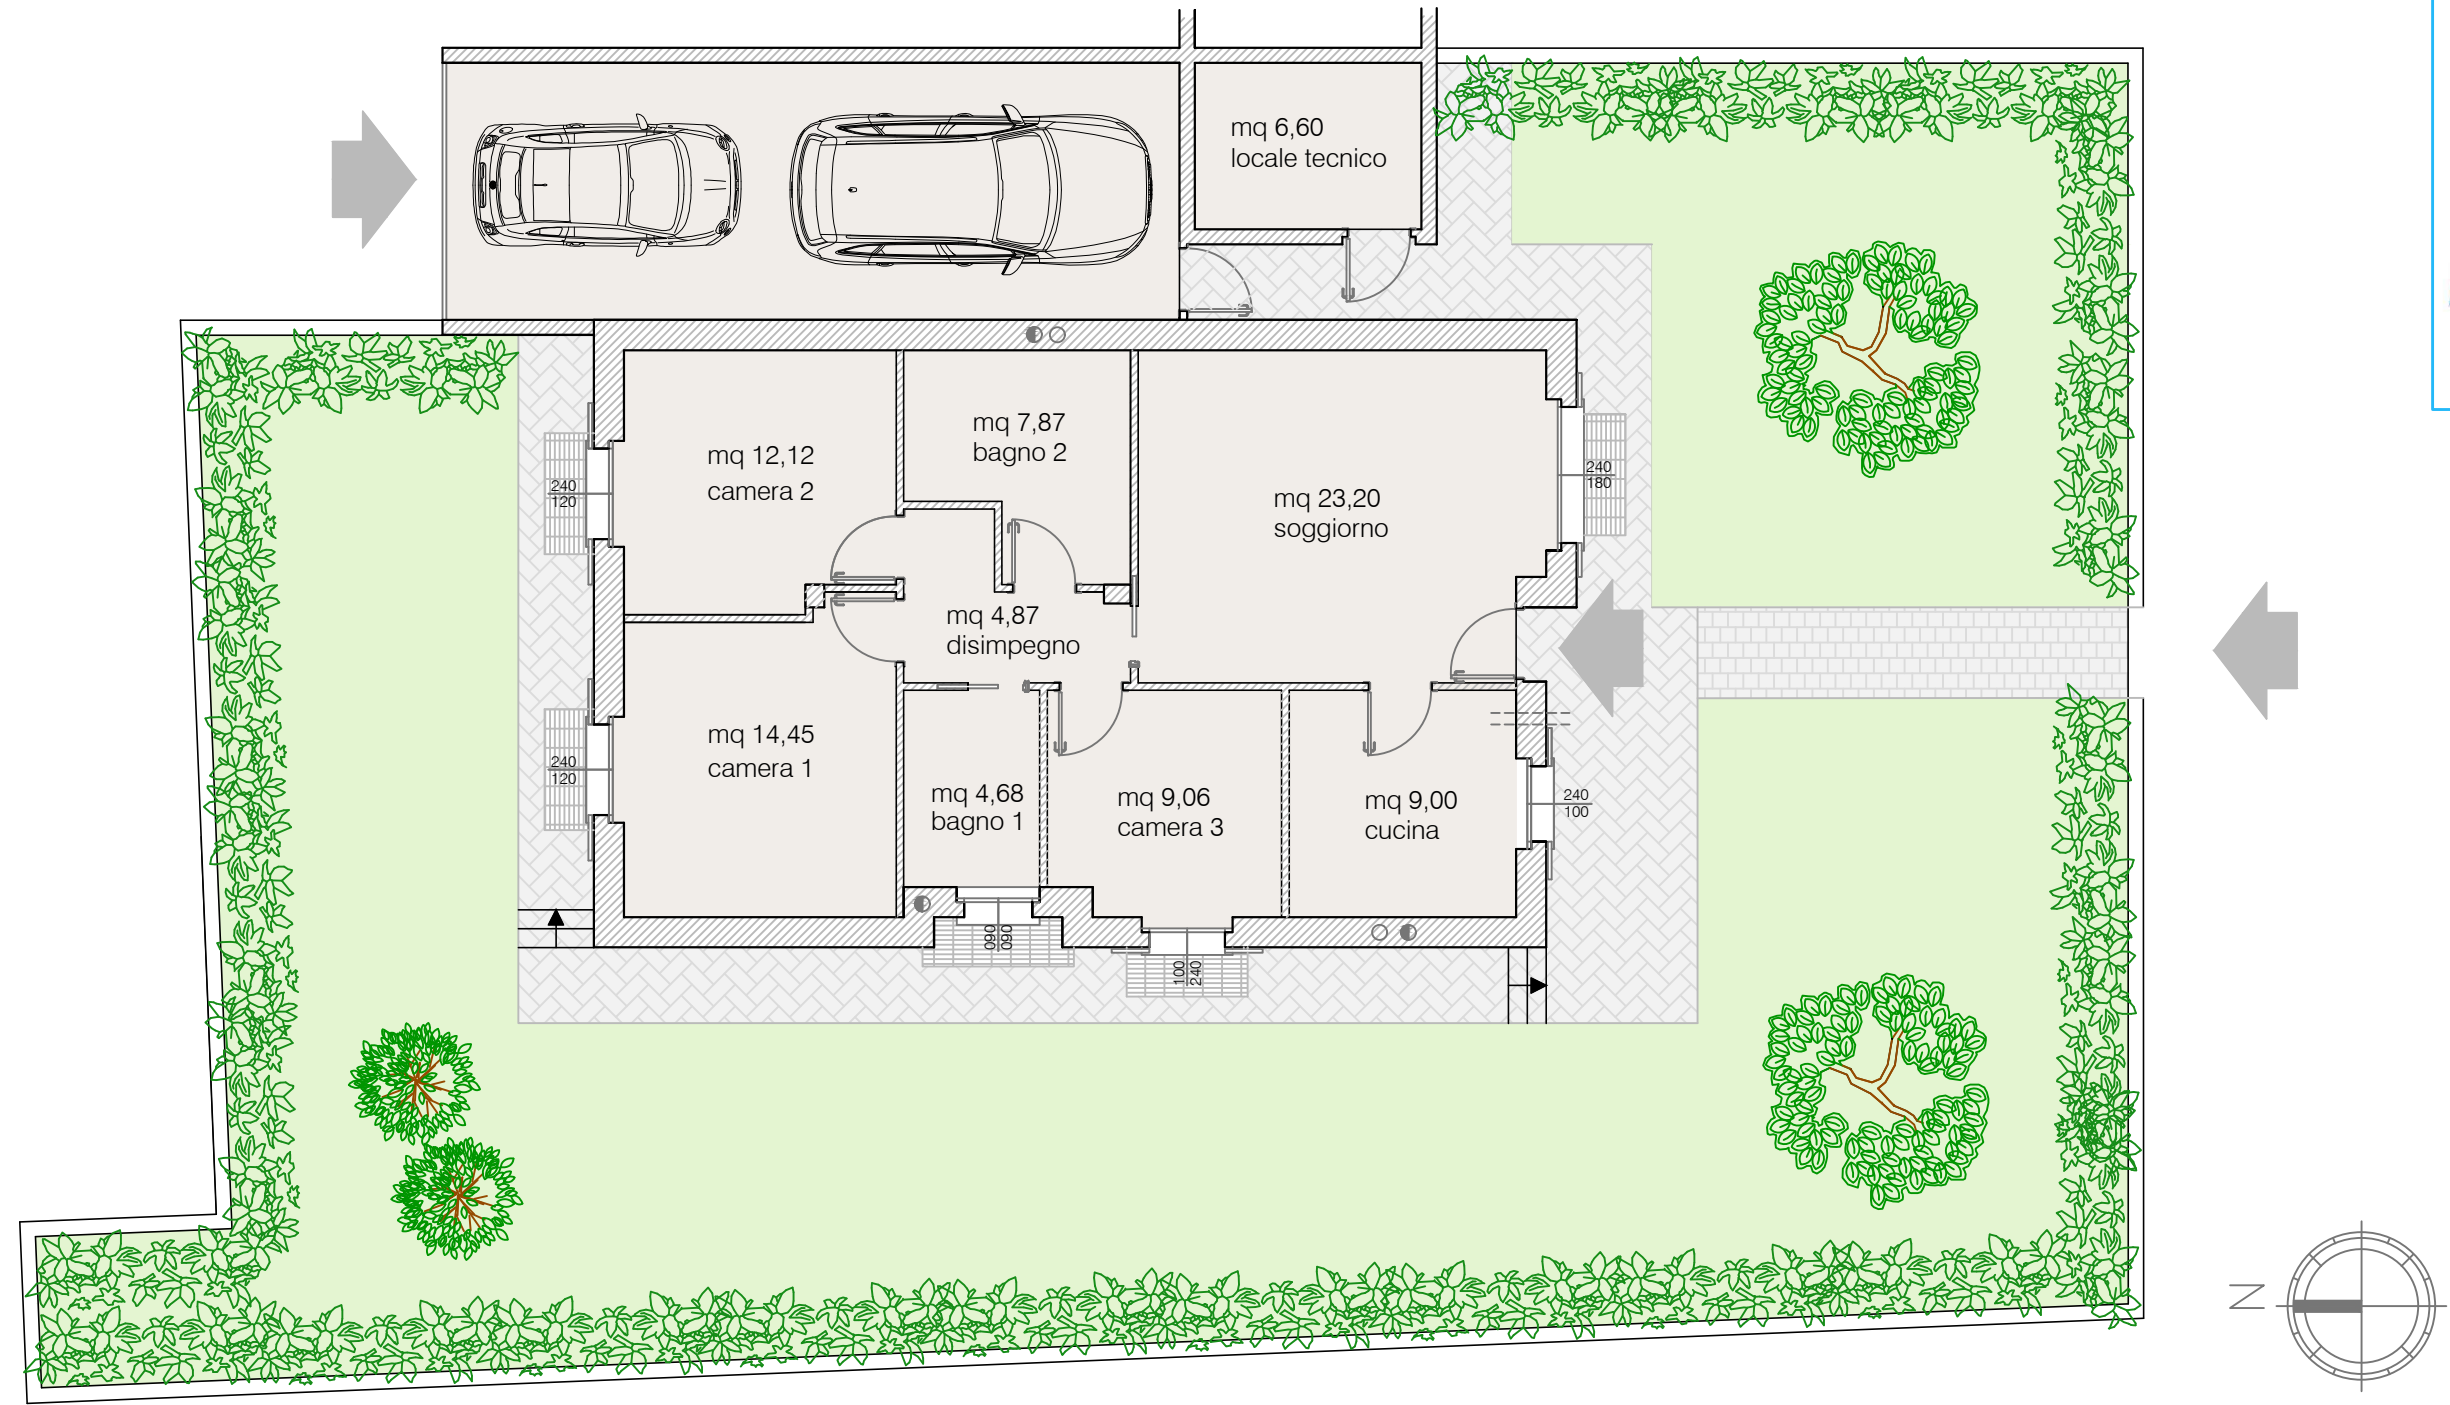 mq 6,60
locale tecnico
mq 7,87
bagno 2
mq 12,12
camera 2
240
120
mq 23,20
soggiorno
240
180
mq 4,87
disimpegno
mq 14,45
camera 1
240
120
mq 4,68
bagno 1
mq 9,06
camera 3
mq 9,00
cucina
240
100
090
090
100
240
N